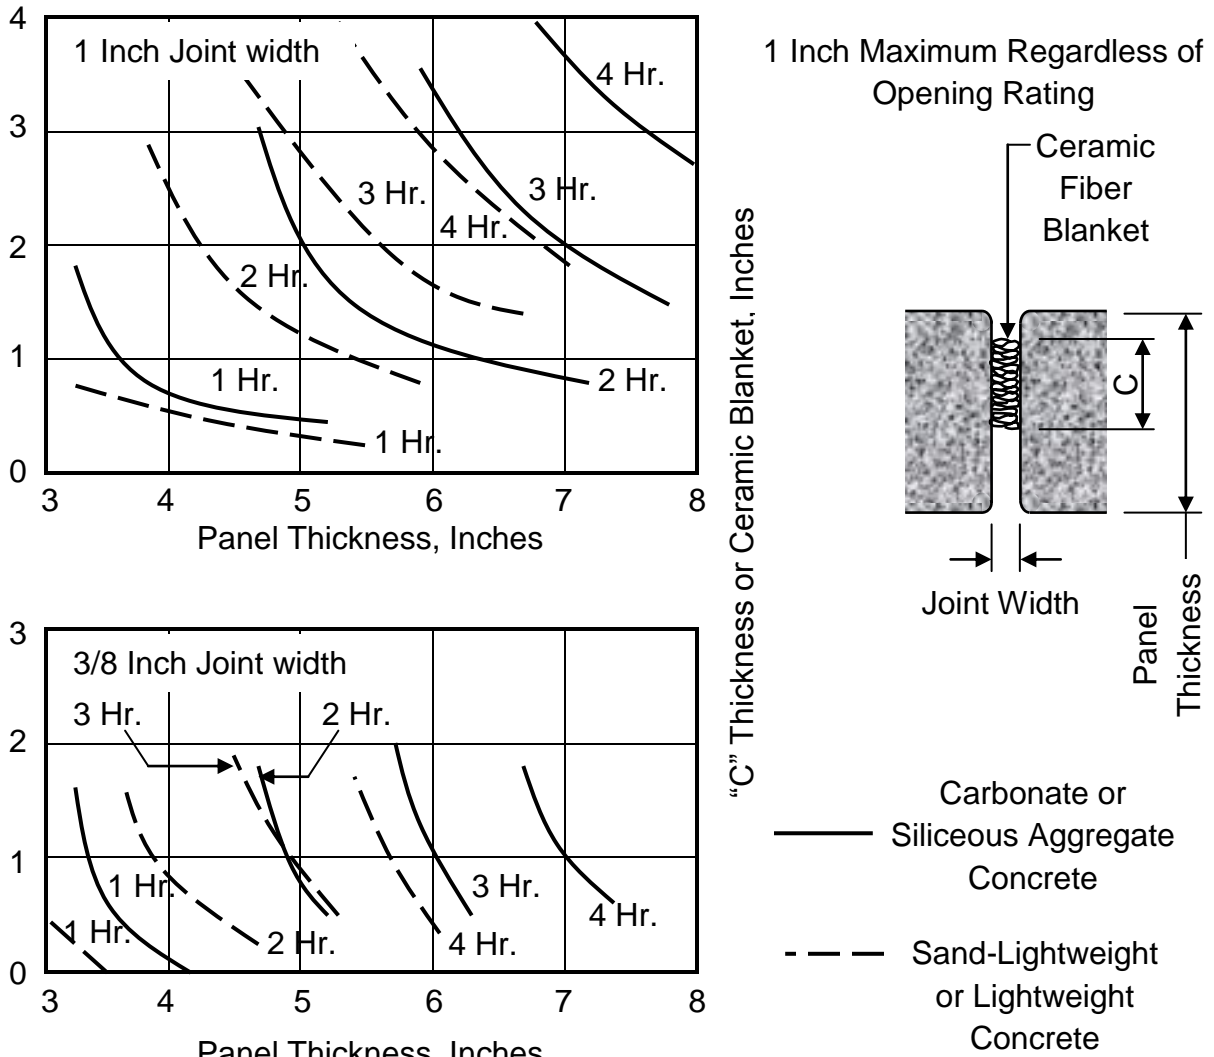 4
3
2
1
0
1 Inch Joint width
4 Hr.
3 Hr.
3 Hr.
4 Hr.
2 Hr.
2 Hr.
1 Hr.
1 Hr.
3 4 5 6 7 8
Panel Thickness, Inches
3
2
1
0
3/8 Inch Joint width
3 Hr.
2 Hr.
1 Hr.
1 Hr.
2 Hr.
4 Hr.
3 Hr.
4 Hr.
3 4 5 6 7 8
Panel Thickness, Inches
“C” Thickness or Ceramic Blanket, Inches
1 Inch Maximum Regardless of
Opening Rating
Ceramic
Fiber
Blanket
C
Joint Width
Panel
Thickness
Carbonate or
Siliceous Aggregate
Concrete
Sand-Lightweight
or Lightweight
Concrete